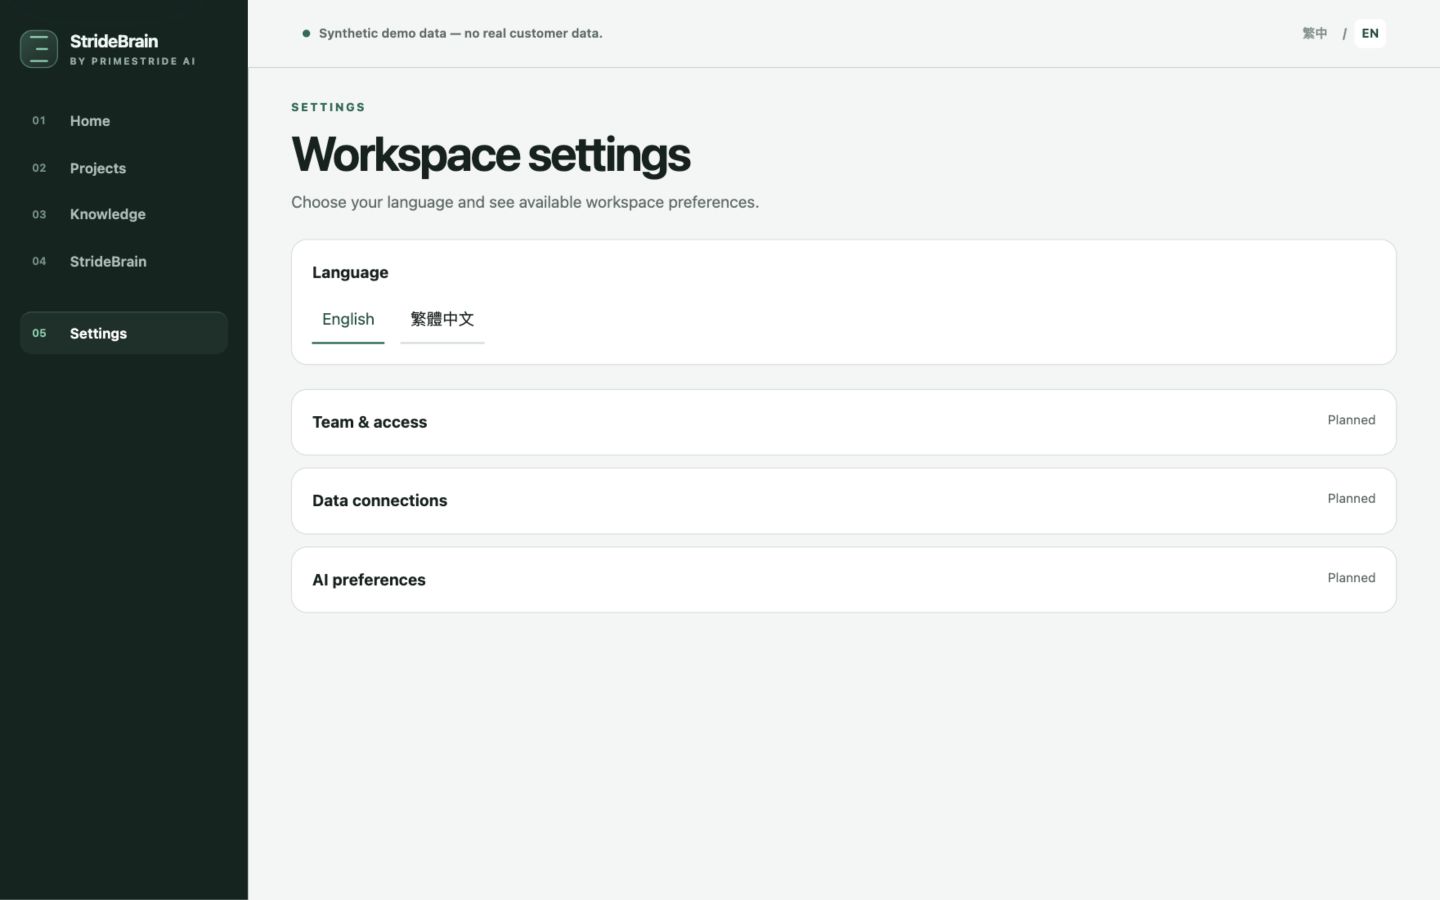 StrideBrain
BY PRIMESTRIDE AI
01 Home
02 Projects
03 Knowledge
04 StrideBrain
05 Settings
Synthetic demo data — no real customer data.
繁中 / EN
SETTINGS
Workspace settings
Choose your language and see available workspace preferences.
Language
English 繁體中文
Team & access Planned
Data connections Planned
AI preferences Planned